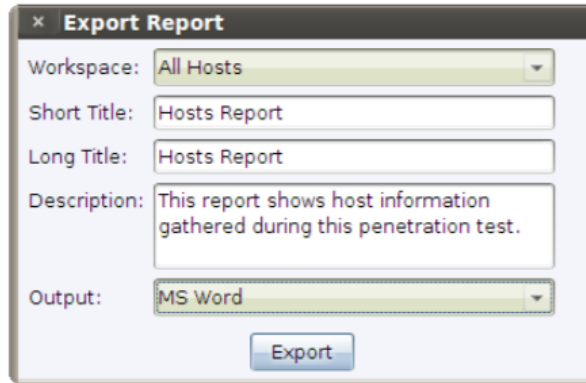 Export Report
Workspace: All Hosts
Short Title: Hosts Report
Long Title: Hosts Report
Description: This report shows host information
gathered during this penetration test.
Output: MS Word
Export